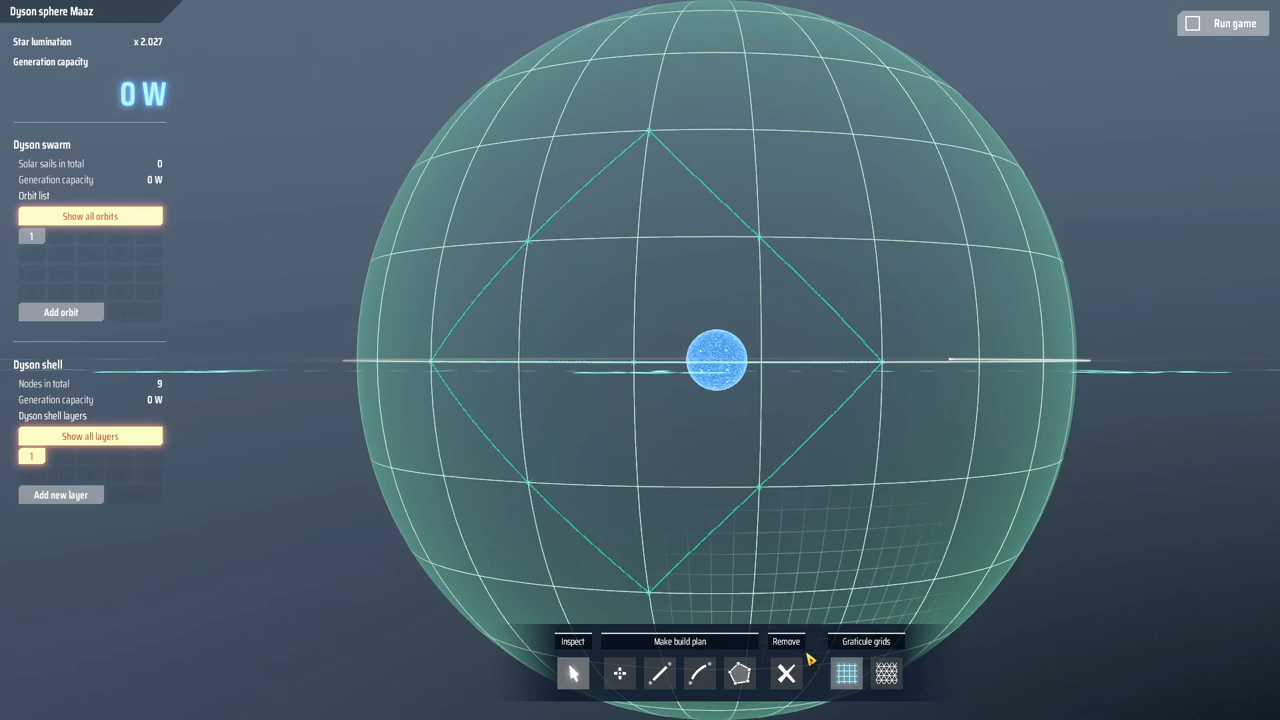 Dyson sphere Maaz
Run game
Star lumination x 2.027
Generation capacity
0 W
Dyson swarm
Solar sails in total 0
Generation capacity 0 W
Orbit list
Show all orbits
1
Add orbit
Dyson shell
Nodes in total 9
Generation capacity 0 W
Dyson shell layers
Show all layers
1
Add new layer
Inspect Make build plan Remove Graticule grids